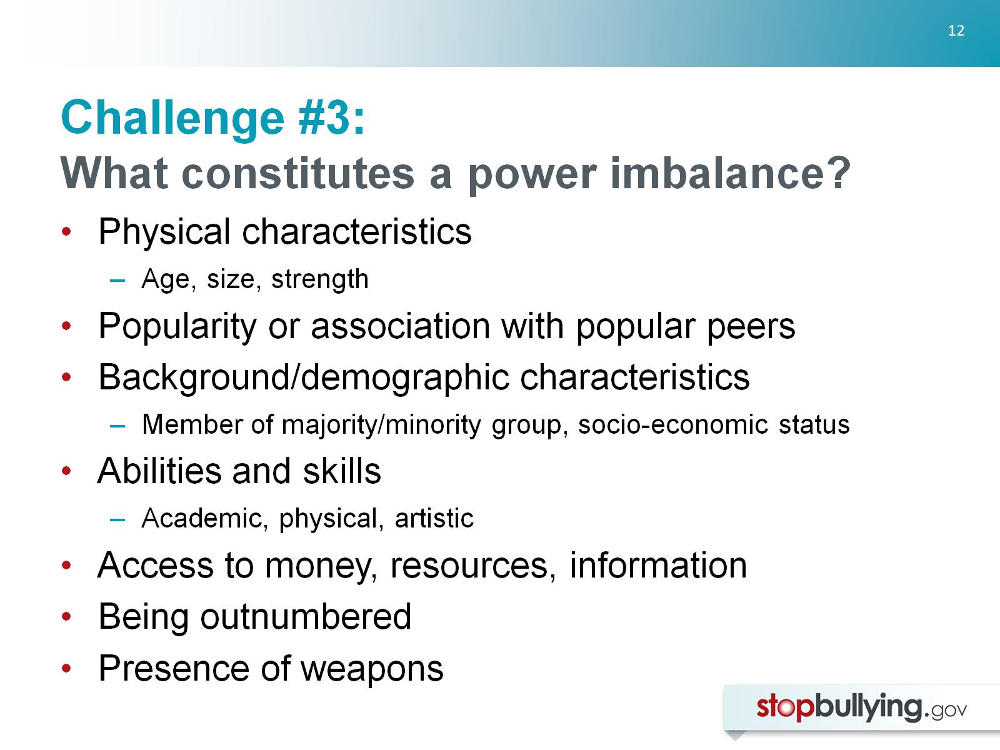 12
Challenge #3:
What constitutes a power imbalance?
• Physical characteristics
– Age, size, strength
• Popularity or association with popular peers
• Background/demographic characteristics
– Member of majority/minority group, socio-economic status
• Abilities and skills
– Academic, physical, artistic
• Access to money, resources, information
• Being outnumbered
• Presence of weapons
stopbullying.gov